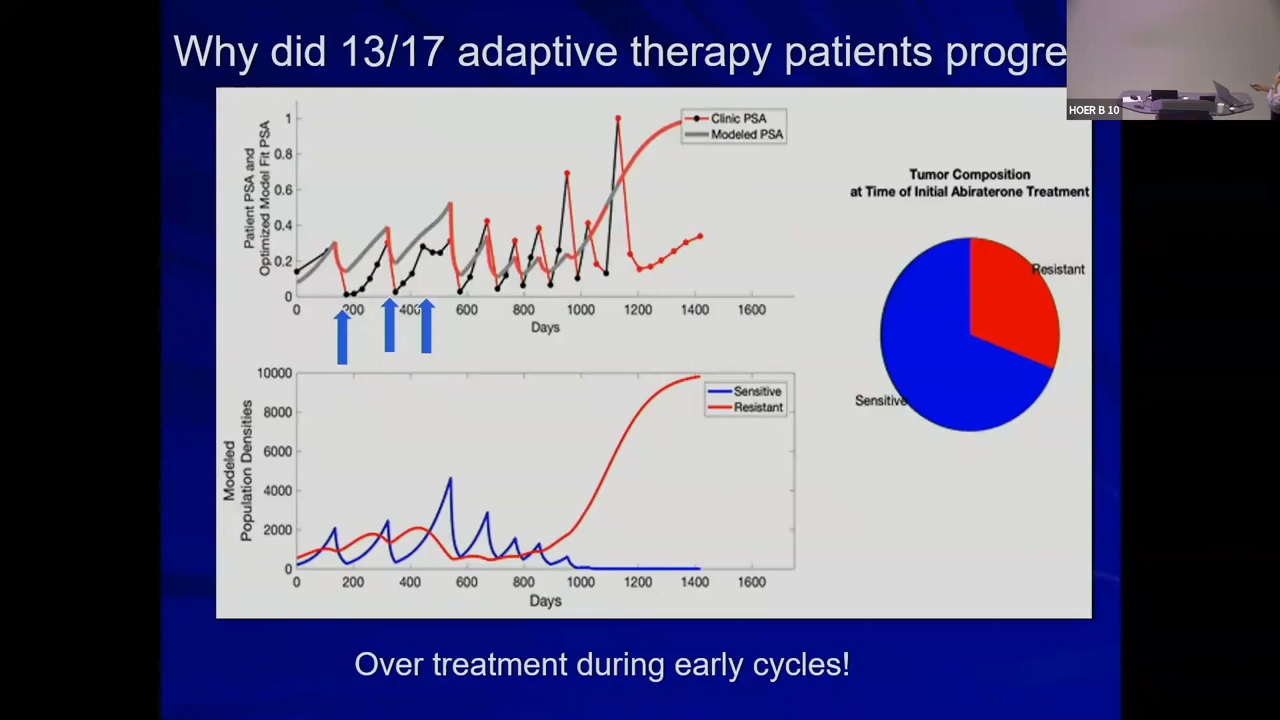 Why did 13/17 adaptive therapy patients progre
HOER B 10
Patient PSA and
Optimized Model Fit PSA
1
0.8
0.6
0.4
0.2
0
0 200 400 600 800 1000 1200 1400 1600
Days
Clinic PSA
Modeled PSA
Tumor Composition
at Time of Initial Abiraterone Treatment
Resistant
Sensitive
Modeled
Population Densities
10000
8000
6000
4000
2000
0
0 200 400 600 800 1000 1200 1400 1600
Days
Sensitive
Resistant
Over treatment during early cycles!